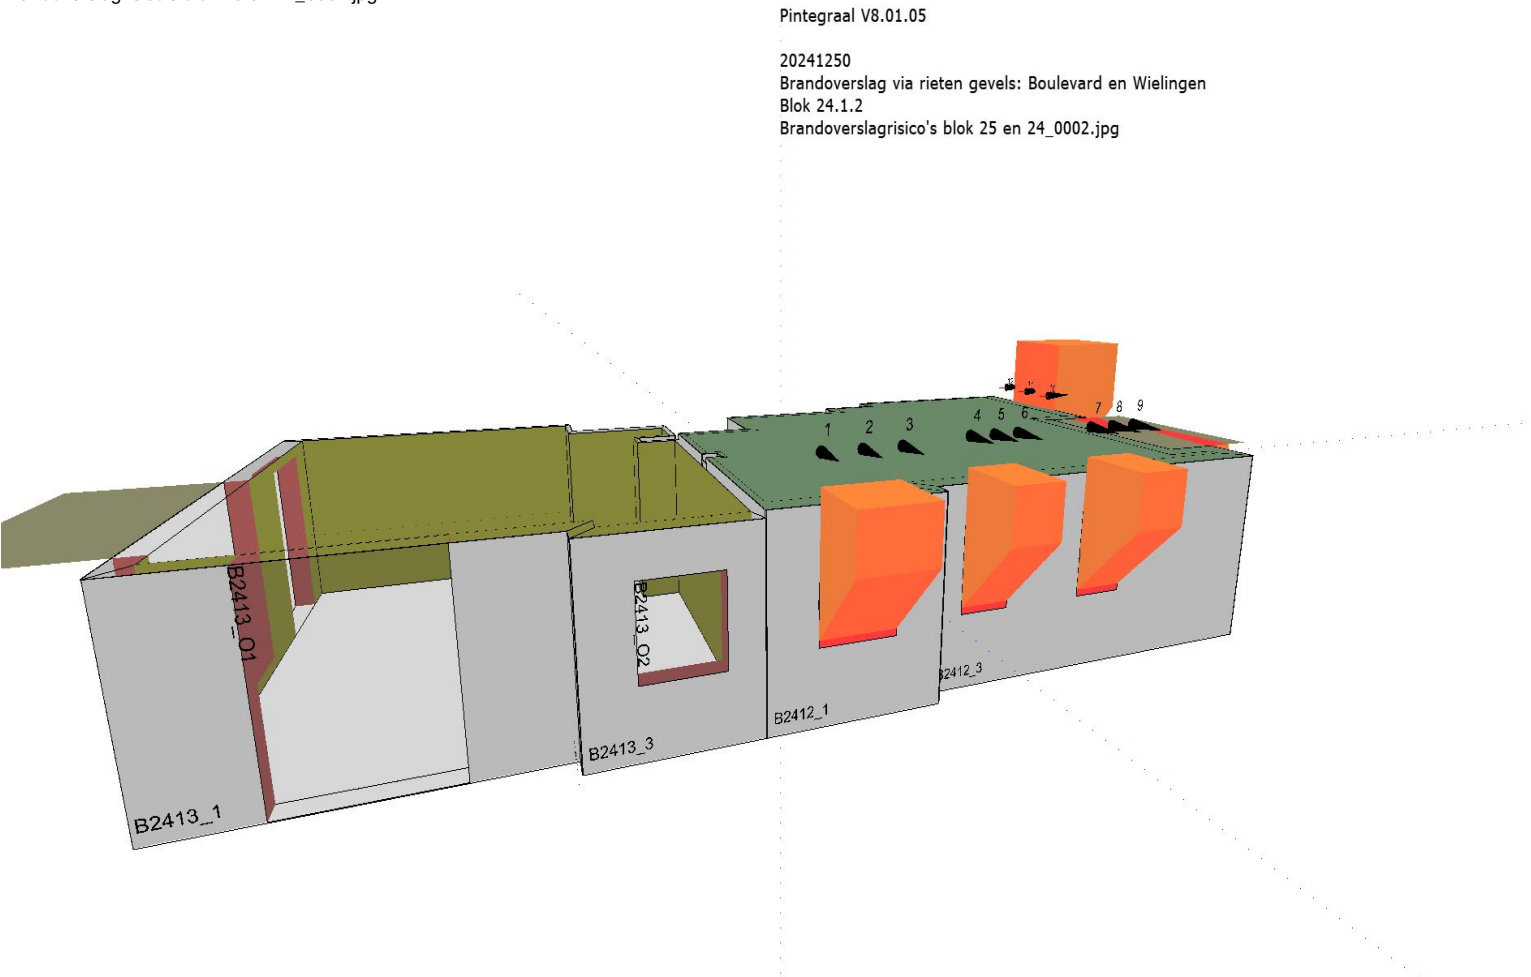 Pintegraal V8.01.05
20241250
Brandoverslag via rieten gevels: Boulevard en Wielingen
Blok 24.1.2
Brandoverslagrisico's blok 25 en 24_0002.jpg
1 2 3 4 5 6 7 8 9
B2413_O1
B2413_O2
B2412_3
B2412_1
B2413_3
B2413_1